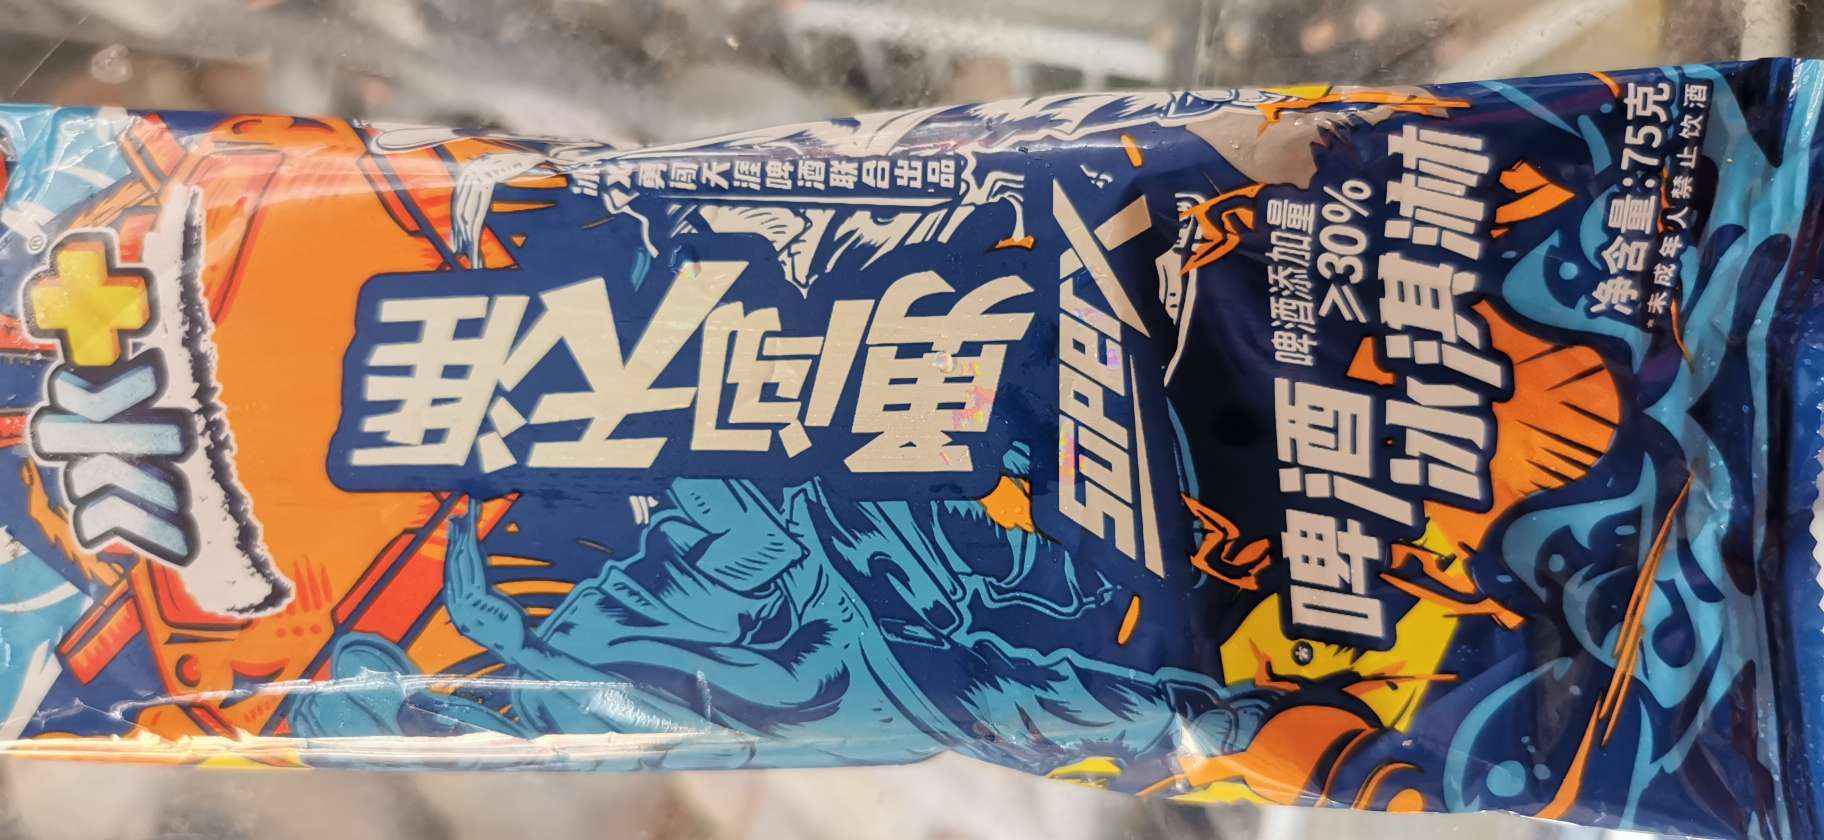 冰+
®
冰火勇闯天涯啤酒联合出品
勇闯天涯
SUPERX
啤酒添加量
≥30%
*啤酒
冰淇淋
净含量:75克
*未成年人禁止饮酒